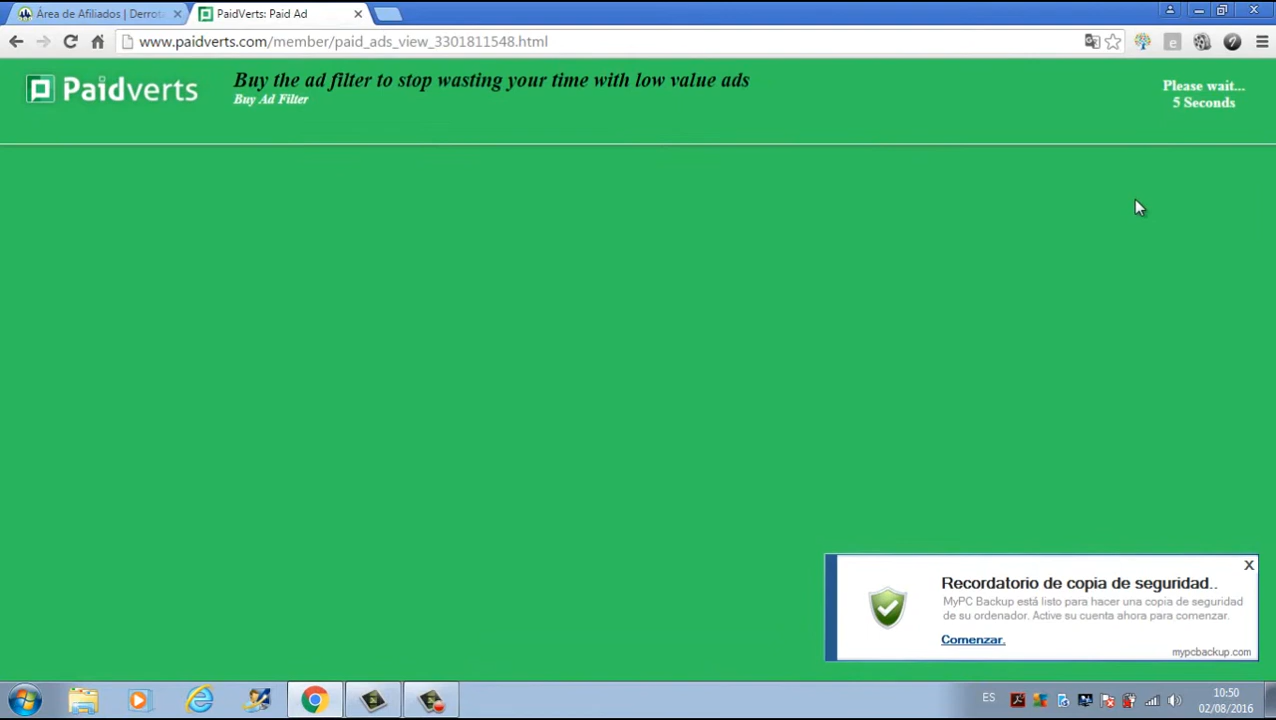 Área de Afiliados | Derrot
PaidVerts: Paid Ad
www.paidverts.com/member/paid_ads_view_3301811548.html
Paidverts
Buy the ad filter to stop wasting your time with low value ads
Buy Ad Filter
Please wait...
5 Seconds
X
Recordatorio de copia de seguridad..
MyPC Backup está listo para hacer una copia de seguridad
de su ordenador. Active su cuenta ahora para comenzar.
Comenzar.
mypcbackup.com
ES
10:50
02/08/2016